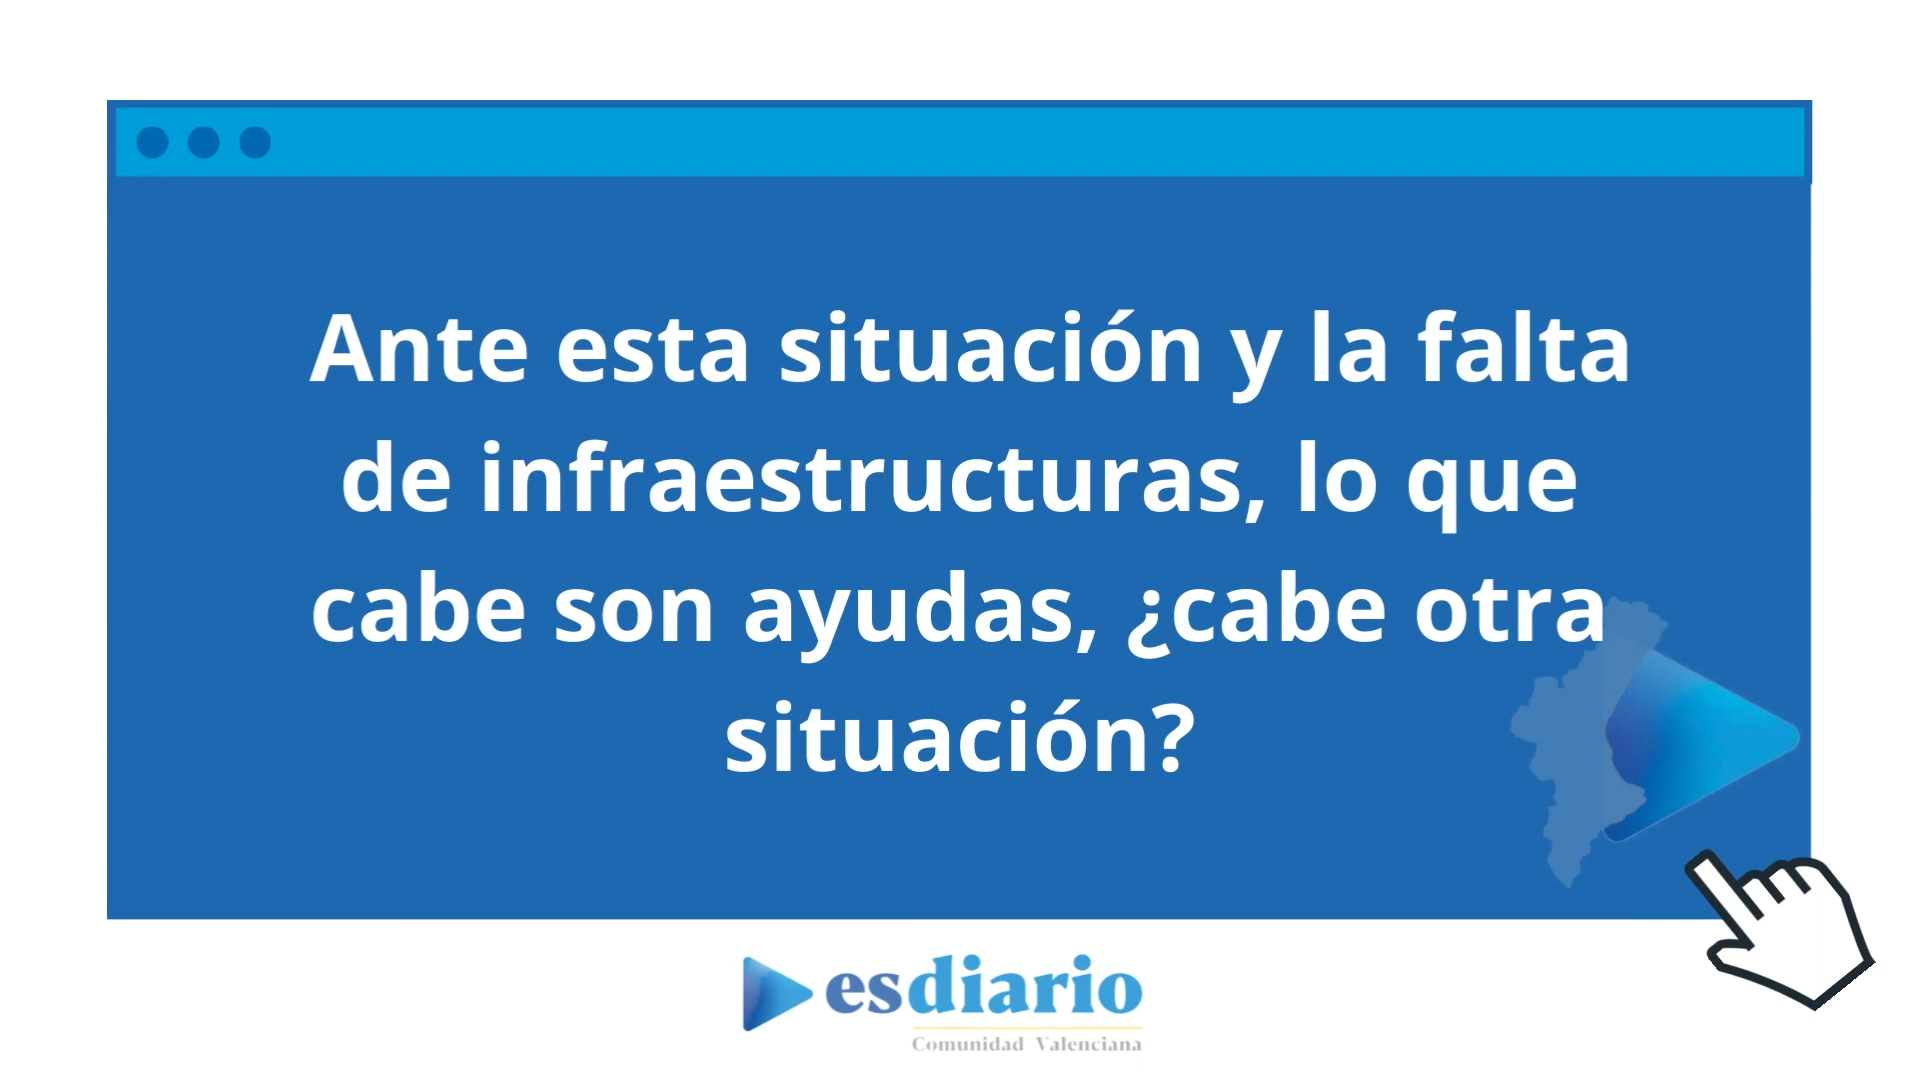 Ante esta situación y la falta
de infraestructuras, lo que
cabe son ayudas, ¿cabe otra
situación?
esdiario
Comunidad Valenciana